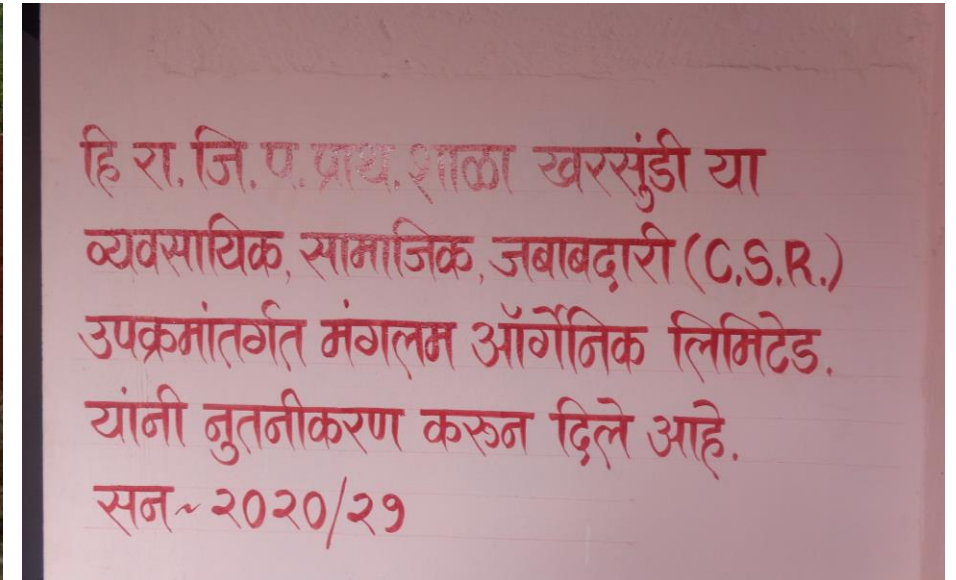 हि रा. जि. प. प्राथ. शाळा खरसुंडी या
व्यवसायिक, सामाजिक, जबाबदारी (C.S.R.)
उपक्रमांतर्गत मंगलम ऑर्गेनिक लिमिटेड.
यांनी नुतनीकरण करून दिले आहे.
सन~२०२०/२१